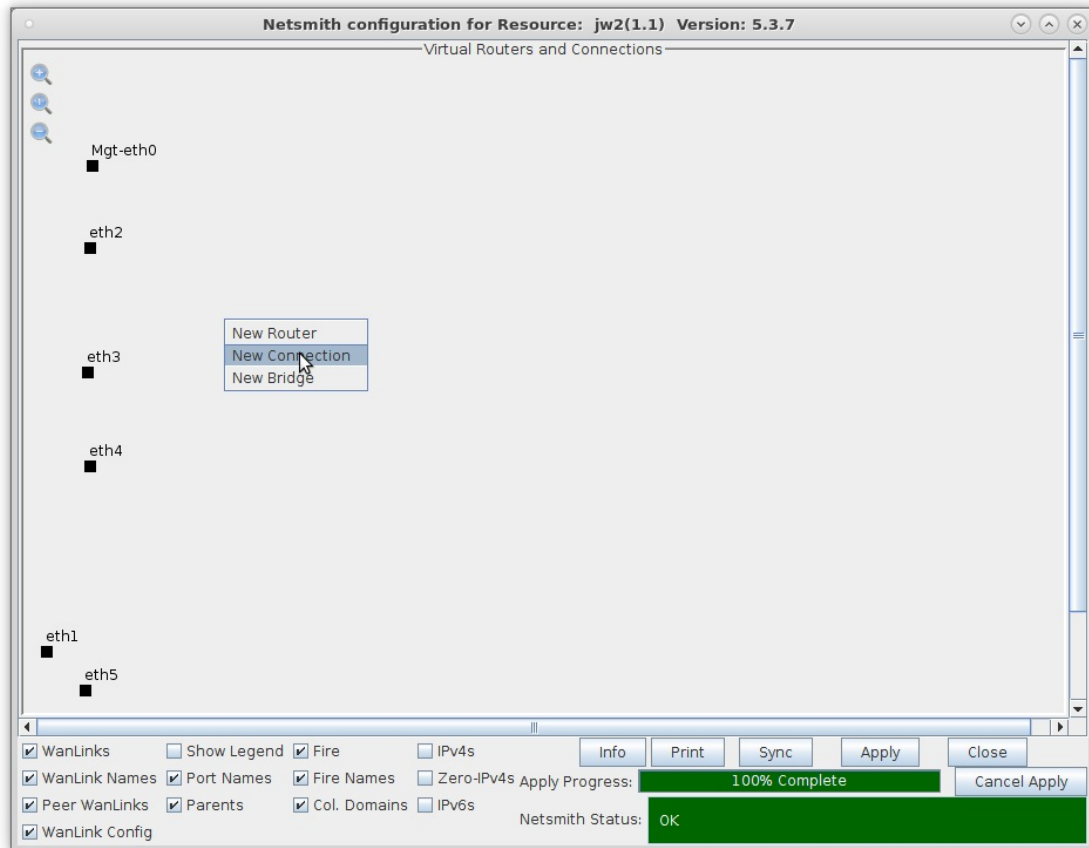 Netsmith configuration for Resource: jw2(1.1) Version: 5.3.7
Virtual Routers and Connections
Mgt-eth0
eth2
New Router
New Connection
New Bridge
eth3
eth4
eth1
eth5
WanLinks Show Legend Fire IPv4s Info Print Sync Apply Close
WanLink Names Port Names Fire Names Zero-IPv4s Apply Progress: 100% Complete Cancel Apply
Peer WanLinks Parents Col. Domains IPv6s
Netsmith Status: OK
WanLink Config